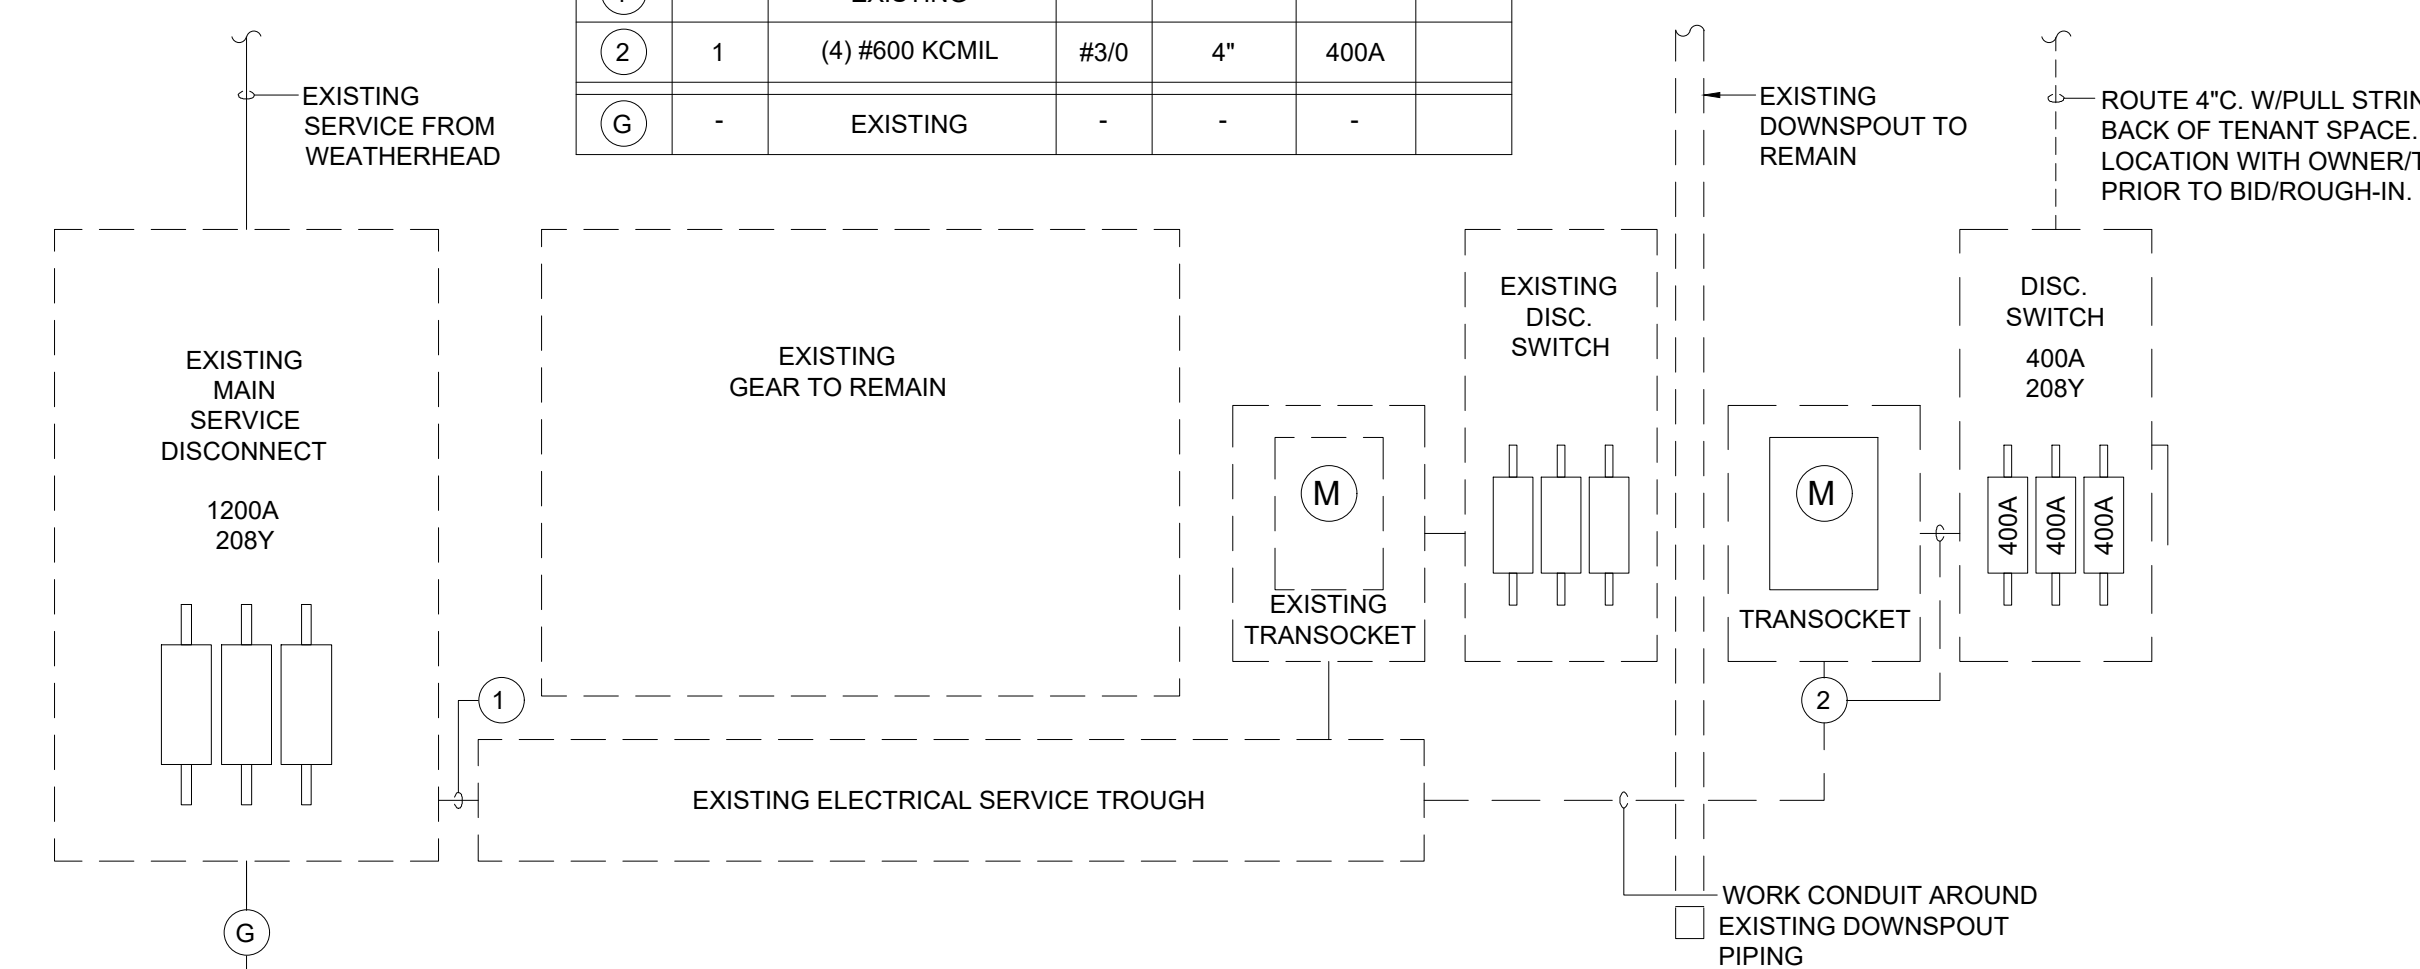 2 1 (4) #600 KCMIL #3/0 4" 400A
G - EXISTING - - -
EXISTING
SERVICE FROM
WEATHERHEAD
EXISTING
DOWNSPOUT TO
REMAIN
ROUTE 4"C. W/PULL
BACK OF TENANT SPACE.
LOCATION WITH
PRIOR TO BID/ROUGH-IN.
EXISTING
MAIN
SERVICE
DISCONNECT
1200A
208Y
EXISTING
GEAR TO REMAIN
EXISTING
DISC.
SWITCH
DISC.
SWITCH
400A
208Y
M
EXISTING
TRANSOCKET
M
TRANSOCKET
400A
400A
400A
1
2
EXISTING ELECTRICAL SERVICE TROUGH
WORK CONDUIT AROUND
EXISTING DOWNSPOUT
PIPING
G